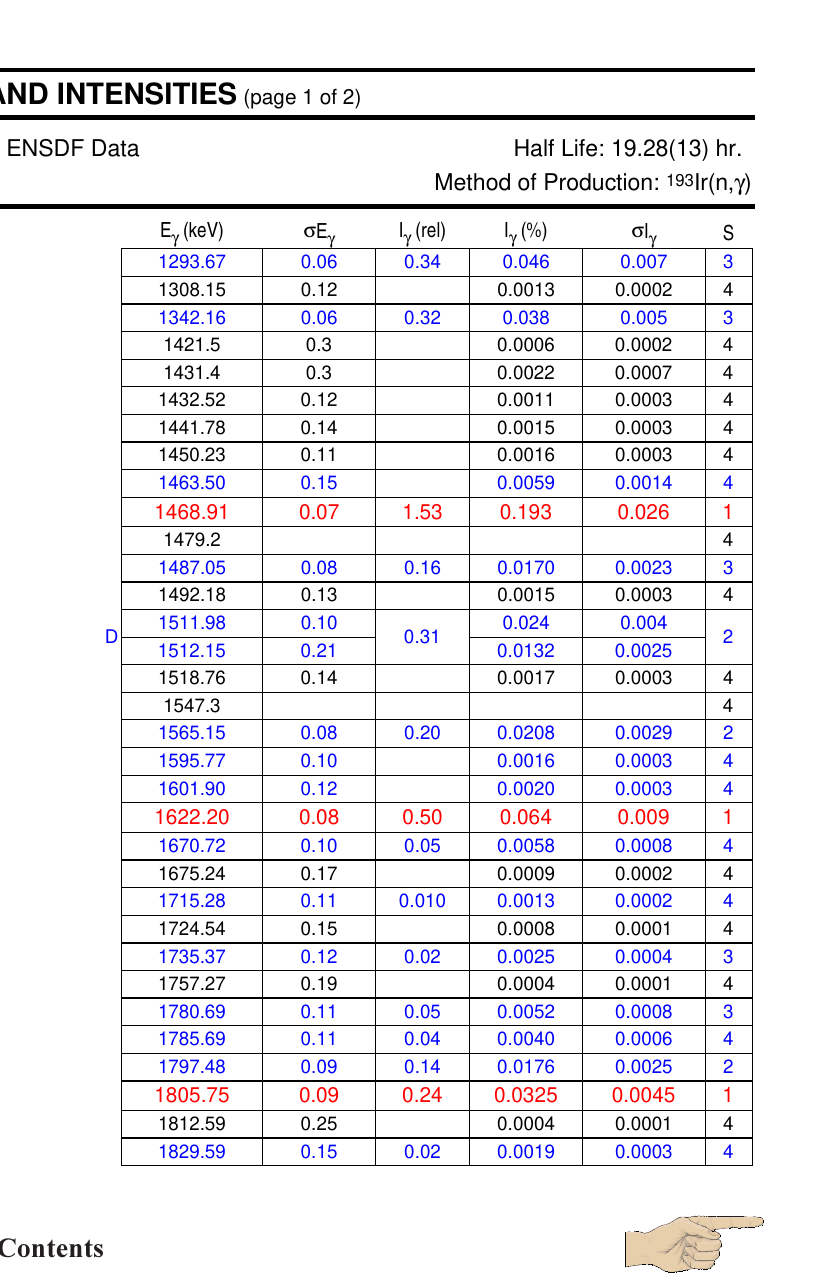 AND INTENSITIES (page 1 of 2)
ENSDF Data Half Life: 19.28(13) hr.
Method of Production: 193Ir(n,γ)
Eγ (keV) σEγ Iγ (rel) Iγ (%) σIγ S
1293.67 0.06 0.34 0.046 0.007 3
1308.15 0.12 0.0013 0.0002 4
1342.16 0.06 0.32 0.038 0.005 3
1421.5 0.3 0.0006 0.0002 4
1431.4 0.3 0.0022 0.0007 4
1432.52 0.12 0.0011 0.0003 4
1441.78 0.14 0.0015 0.0003 4
1450.23 0.11 0.0016 0.0003 4
1463.50 0.15 0.0059 0.0014 4
1468.91 0.07 1.53 0.193 0.026 1
1479.2 4
1487.05 0.08 0.16 0.0170 0.0023 3
1492.18 0.13 0.0015 0.0003 4
1511.98 0.10 0.024 0.004
D 0.31 2
1512.15 0.21 0.0132 0.0025
1518.76 0.14 0.0017 0.0003 4
1547.3 4
1565.15 0.08 0.20 0.0208 0.0029 2
1595.77 0.10 0.0016 0.0003 4
1601.90 0.12 0.0020 0.0003 4
1622.20 0.08 0.50 0.064 0.009 1
1670.72 0.10 0.05 0.0058 0.0008 4
1675.24 0.17 0.0009 0.0002 4
1715.28 0.11 0.010 0.0013 0.0002 4
1724.54 0.15 0.0008 0.0001 4
1735.37 0.12 0.02 0.0025 0.0004 3
1757.27 0.19 0.0004 0.0001 4
1780.69 0.11 0.05 0.0052 0.0008 3
1785.69 0.11 0.04 0.0040 0.0006 4
1797.48 0.09 0.14 0.0176 0.0025 2
1805.75 0.09 0.24 0.0325 0.0045 1
1812.59 0.25 0.0004 0.0001 4
1829.59 0.15 0.02 0.0019 0.0003 4
Contents